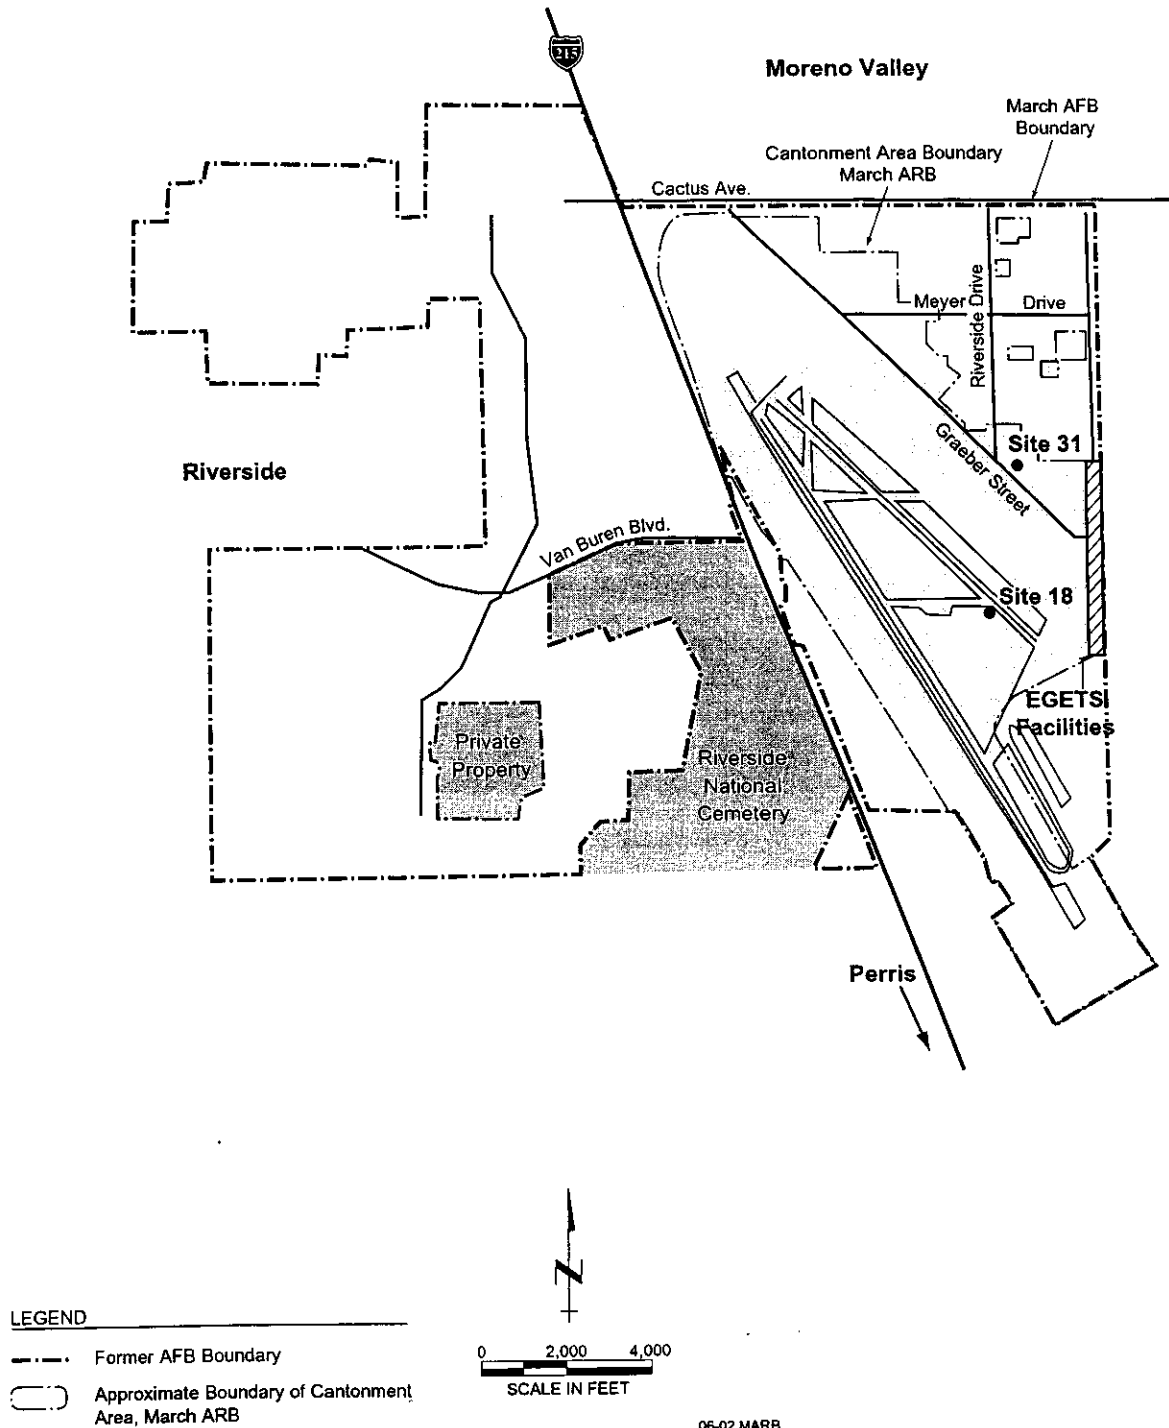 215
Moreno Valley
March AFB
Boundary
Cantonment Area Boundary
March ARB
Cactus Ave.
Meyer
Drive
Riverside Drive
Graeber Street
Site 31
Riverside
Van Buren Blvd.
Site 18
EGETS
Facilities
Private
Property
Riverside
National
Cemetery
Perris
N
LEGEND
Former AFB Boundary
Approximate Boundary of Cantonment
Area, March ARB
0 2,000 4,000
SCALE IN FEET
06-02 MARB